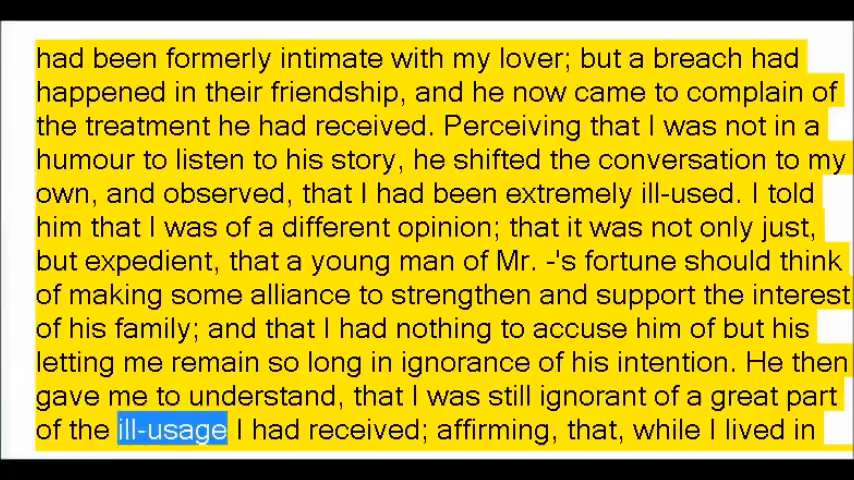 had been formerly intimate with my lover; but a breach had
happened in their friendship, and he now came to complain of
the treatment he had received. Perceiving that I was not in a
humour to listen to his story, he shifted the conversation to my
own, and observed, that I had been extremely ill-used. I told
him that I was of a different opinion; that it was not only just,
but expedient, that a young man of Mr. -'s fortune should think
of making some alliance to strengthen and support the interest
of his family; and that I had nothing to accuse him of but his
letting me remain so long in ignorance of his intention. He then
gave me to understand, that I was still ignorant of a great part
of the ill-usage I had received; affirming, that, while I lived in